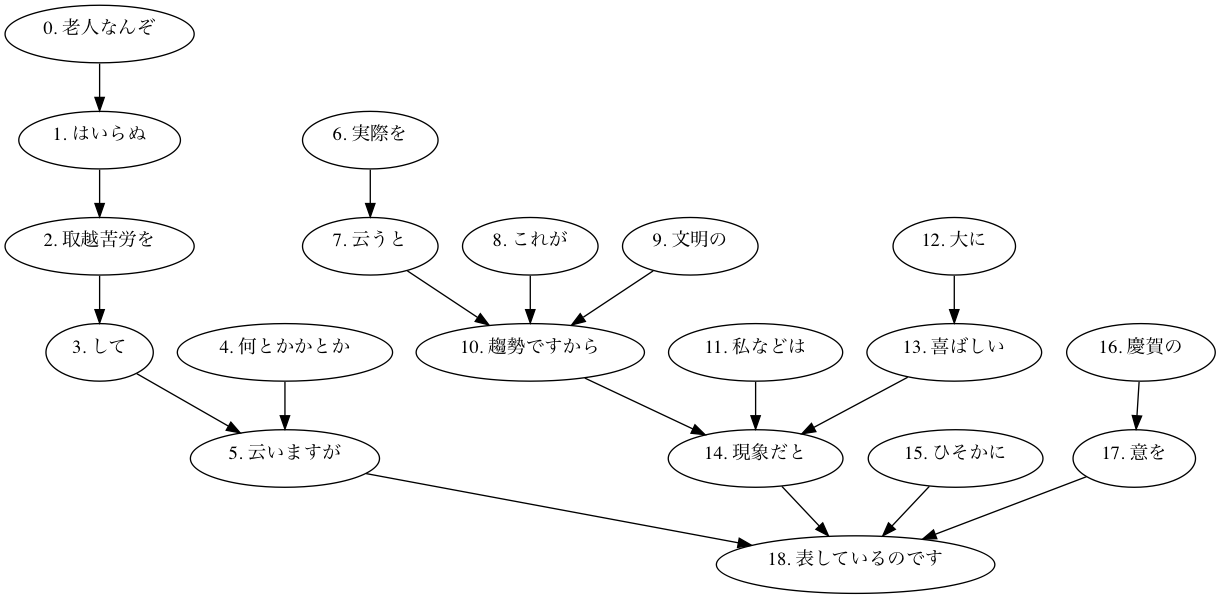 0. 老人なんぞ
1. はいらぬ
2. 取越苦労を
3. して
4. 何とかかとか
5. 云いますが
6. 実際を
7. 云うと
8. これが
9. 文明の
10. 趨勢ですから
11. 私などは
12. 大に
13. 喜ばしい
14. 現象だと
15. ひそかに
16. 慶賀の
17. 意を
18. 表しているのです